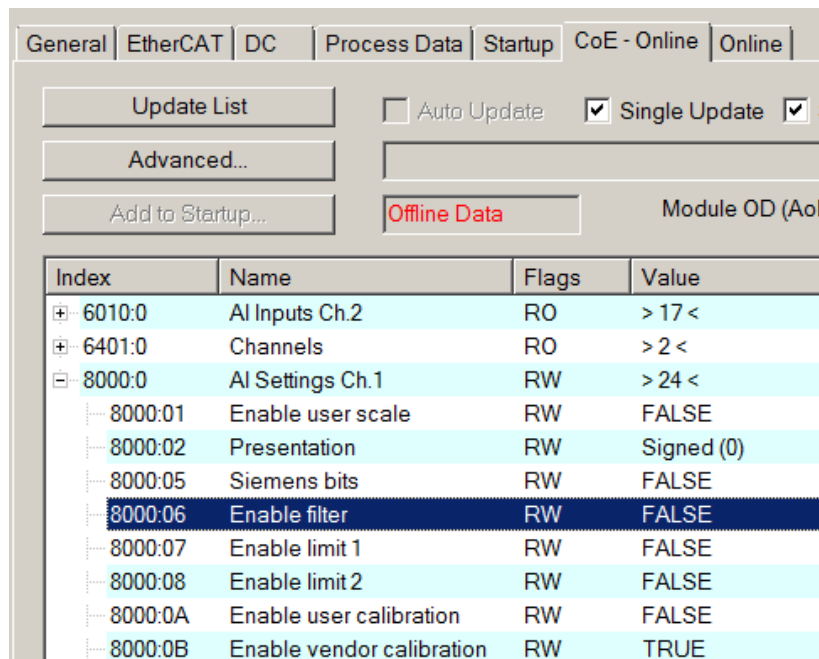 General EtherCAT DC Process Data Startup CoE - Online Online
Update List Auto Update Single Update
Advanced...
Add to Startup... Offline Data Module OD (AoE
Index Name Flags Value
6010:0 AI Inputs Ch.2 RO > 17 <
6401:0 Channels RO > 2 <
8000:0 AI Settings Ch.1 RW > 24 <
8000:01 Enable user scale RW FALSE
8000:02 Presentation RW Signed (0)
8000:05 Siemens bits RW FALSE
8000:06 Enable filter RW FALSE
8000:07 Enable limit 1 RW FALSE
8000:08 Enable limit 2 RW FALSE
8000:0A Enable user calibration RW FALSE
8000:0B Enable vendor calibration RW TRUE